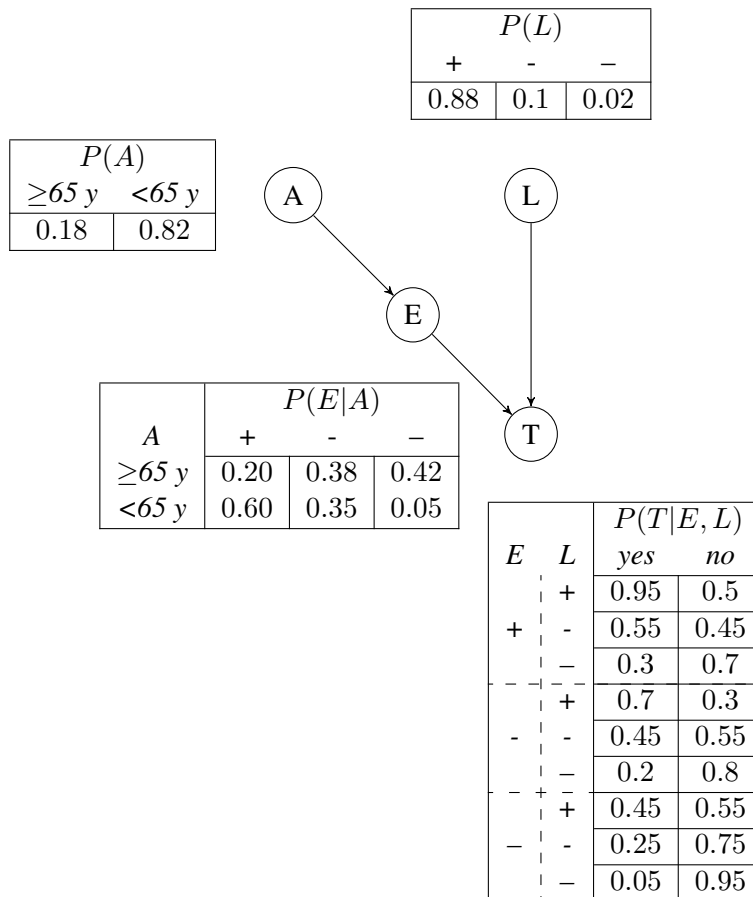 P(L)
+ - –
0.88 0.1 0.02
P(A)
≥65 y <65 y
0.18 0.82
A
L
E
T
P(E|A)
A + - –
≥65 y 0.20 0.38 0.42
<65 y 0.60 0.35 0.05
P(T|E, L)
E L yes no
+ 0.95 0.5
+ - 0.55 0.45
– 0.3 0.7
+ 0.7 0.3
- - 0.45 0.55
– 0.2 0.8
+ 0.45 0.55
– - 0.25 0.75
– 0.05 0.95